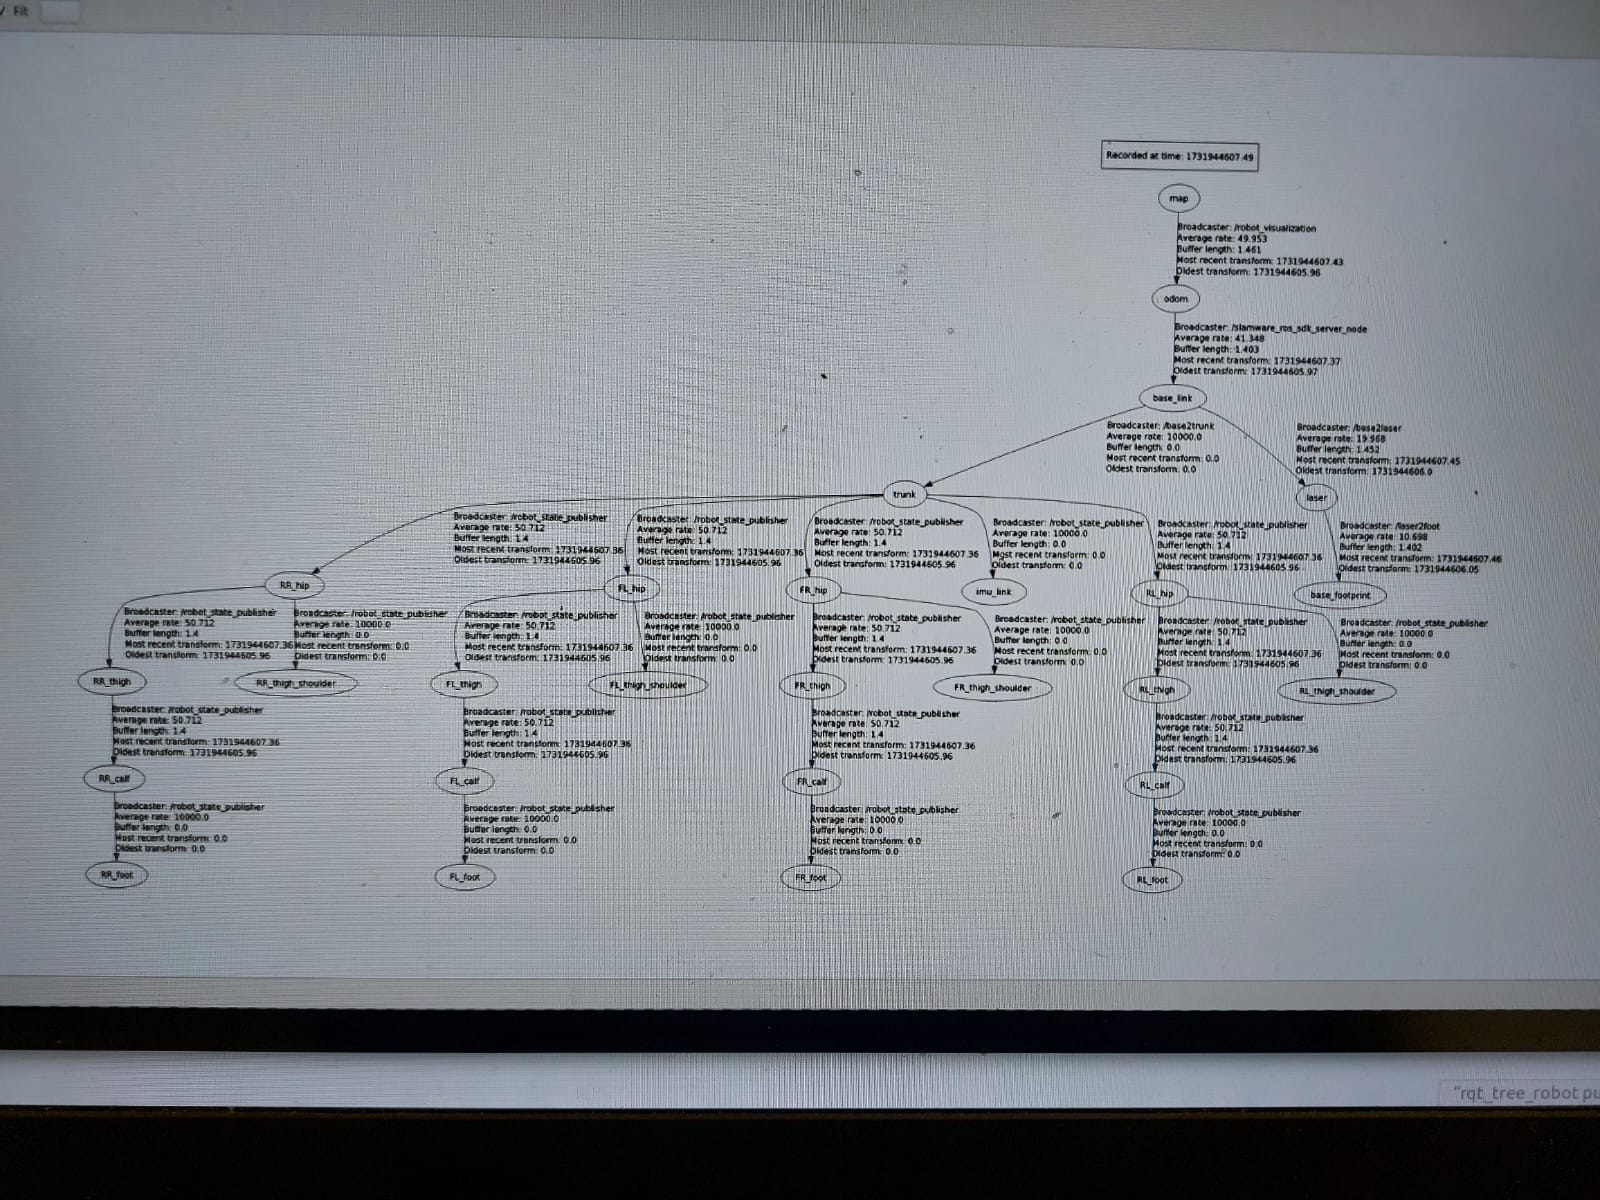 Fit
Recorded at time: 1731944607.49
map
Broadcaster: /robot_visualization
Average rate: 49.953
Buffer length: 1.461
Most recent transform: 1731944607.43
Oldest transform: 1731944605.96
odom
Broadcaster: /slamware_ros_sdk_server_node
Average rate: 41.348
Buffer length: 1.403
Most recent transform: 1731944607.37
Oldest transform: 1731944605.97
base_link
Broadcaster: /base2trunk
Average rate: 10000.0
Buffer length: 0.0
Most recent transform: 0.0
Oldest transform: 0.0
Broadcaster: /base2laser
Average rate: 19.968
Buffer length: 1.452
Most recent transform: 1731944607.45
Oldest transform: 1731944606.0
trunk
laser
Broadcaster: /robot_state_publisher
Average rate: 50.712
Buffer length: 1.4
Most recent transform: 1731944607.36
Oldest transform: 1731944605.96
Broadcaster: /robot_state_publisher
Average rate: 50.712
Buffer length: 1.4
Most recent transform: 1731944607.36
Oldest transform: 1731944605.96
Broadcaster: /robot_state_publisher
Average rate: 50.712
Buffer length: 1.4
Most recent transform: 1731944607.36
Oldest transform: 1731944605.96
Broadcaster: /robot_state_publisher
Average rate: 10000.0
Buffer length: 0.0
Most recent transform: 0.0
Oldest transform: 0.0
Broadcaster: /robot_state_publisher
Average rate: 50.712
Buffer length: 1.4
Most recent transform: 1731944607.36
Oldest transform: 1731944605.96
Broadcaster: /laser2foot
Average rate: 10.698
Buffer length: 1.402
Most recent transform: 1731944607.46
Oldest transform: 1731944606.05
RR_hip
FL_hip
FR_hip
imu_link
RL_hip
base_footprint
Broadcaster: /robot_state_publisher
Average rate: 50.712
Buffer length: 1.4
Most recent transform: 1731944607.36
Oldest transform: 1731944605.96
Broadcaster: /robot_state_publisher
Average rate: 10000.0
Buffer length: 0.0
Most recent transform: 0.0
Oldest transform: 0.0
Broadcaster: /robot_state_publisher
Average rate: 50.712
Buffer length: 1.4
Most recent transform: 1731944607.36
Oldest transform: 1731944605.96
Broadcaster: /robot_state_publisher
Average rate: 10000.0
Buffer length: 0.0
Most recent transform: 0.0
Oldest transform: 0.0
Broadcaster: /robot_state_publisher
Average rate: 50.712
Buffer length: 1.4
Most recent transform: 1731944607.36
Oldest transform: 1731944605.96
Broadcaster: /robot_state_publisher
Average rate: 10000.0
Buffer length: 0.0
Most recent transform: 0.0
Oldest transform: 0.0
Broadcaster: /robot_state_publisher
Average rate: 50.712
Buffer length: 1.4
Most recent transform: 1731944607.36
Oldest transform: 1731944605.96
Broadcaster: /robot_state_publisher
Average rate: 10000.0
Buffer length: 0.0
Most recent transform: 0.0
Oldest transform: 0.0
RR_thigh
RR_thigh_shoulder
FL_thigh
FL_thigh_shoulder
FR_thigh
FR_thigh_shoulder
RL_thigh
RL_thigh_shoulder
Broadcaster: /robot_state_publisher
Average rate: 50.712
Buffer length: 1.4
Most recent transform: 1731944607.36
Oldest transform: 1731944605.96
Broadcaster: /robot_state_publisher
Average rate: 50.712
Buffer length: 1.4
Most recent transform: 1731944607.36
Oldest transform: 1731944605.96
Broadcaster: /robot_state_publisher
Average rate: 50.712
Buffer length: 1.4
Most recent transform: 1731944607.36
Oldest transform: 1731944605.96
Broadcaster: /robot_state_publisher
Average rate: 50.712
Buffer length: 1.4
Most recent transform: 1731944607.36
Oldest transform: 1731944605.96
RR_calf
FL_calf
FR_calf
RL_calf
Broadcaster: /robot_state_publisher
Average rate: 10000.0
Buffer length: 0.0
Most recent transform: 0.0
Oldest transform: 0.0
Broadcaster: /robot_state_publisher
Average rate: 10000.0
Buffer length: 0.0
Most recent transform: 0.0
Oldest transform: 0.0
Broadcaster: /robot_state_publisher
Average rate: 10000.0
Buffer length: 0.0
Most recent transform: 0.0
Oldest transform: 0.0
Broadcaster: /robot_state_publisher
Average rate: 10000.0
Buffer length: 0.0
Most recent transform: 0.0
Oldest transform: 0.0
RR_foot
FL_foot
FR_foot
RL_foot
"rqt_tree_robot pu